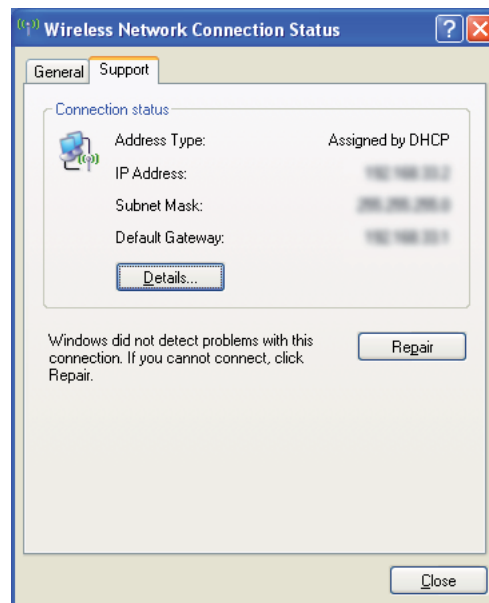 Wireless Network Connection Status
General Support
Connection status
Address Type: Assigned by DHCP
IP Address:
Subnet Mask:
Default Gateway:
Details...
Windows did not detect problems with this
connection. If you cannot connect, click
Repair.
Repair
Close